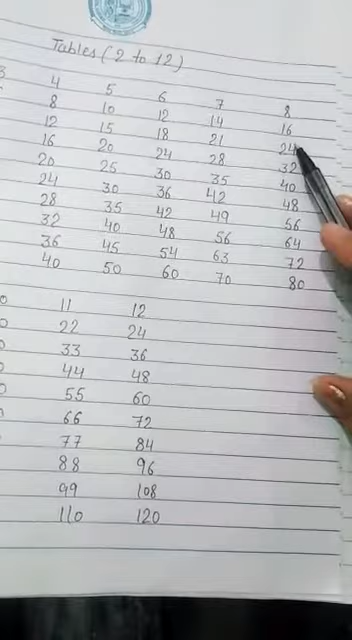 Tables (2 to 12)
4 5 6 7 8
8 10 12 14 16
12 15 18 21 24
16 20 24 28 32
20 25 30 35 40
24 30 36 42 48
28 35 42 49 56
32 40 48 56 64
36 45 54 63 72
40 50 60 70 80
11 12
22 24
33 36
44 48
55 60
66 72
77 84
88 96
99 108
110 120